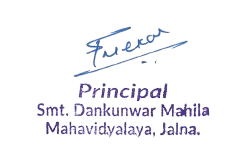 Principal
Smt. Dankunwar Mahila
Mahavidyalaya, Jalna.